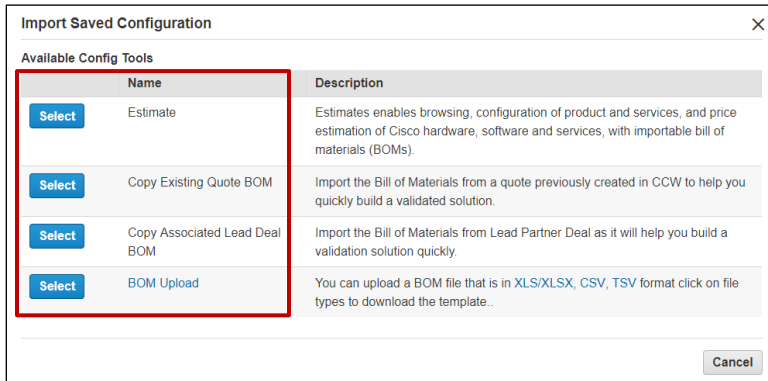 Import Saved Configuration
Available Config Tools
Name Description
Select Estimate Estimates enables browsing, configuration of product and services, and price
estimation of Cisco hardware, software and services, with importable bill of
materials (BOMs).
Select Copy Existing Quote BOM Import the Bill of Materials from a quote previously created in CCW to help you
quickly build a validated solution.
Select Copy Associated Lead Deal Import the Bill of Materials from Lead Partner Deal as it will help you build a
BOM validation solution quickly.
Select BOM Upload You can upload a BOM file that is in XLS/XLSX, CSV, TSV format click on file
types to download the template..
Cancel